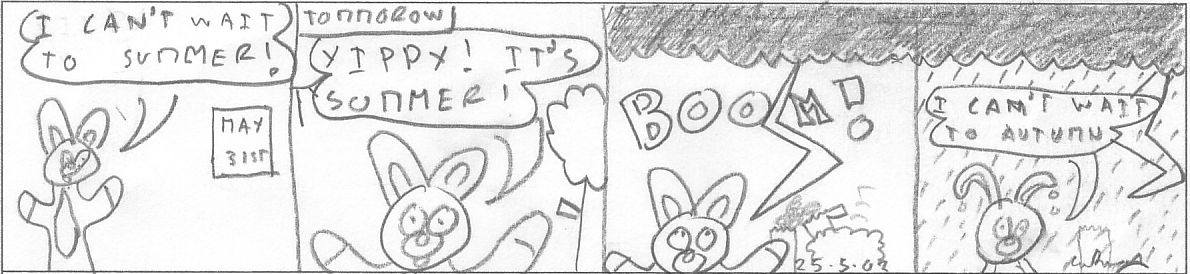 I CAN'T WAIT
TO SUMMER!
MAY
31ST
TOMMOROW
YIPPY! IT'S
SUMMER!
BOOM!
25.5.03
I CAN'T WAIT
TO AUTUMN